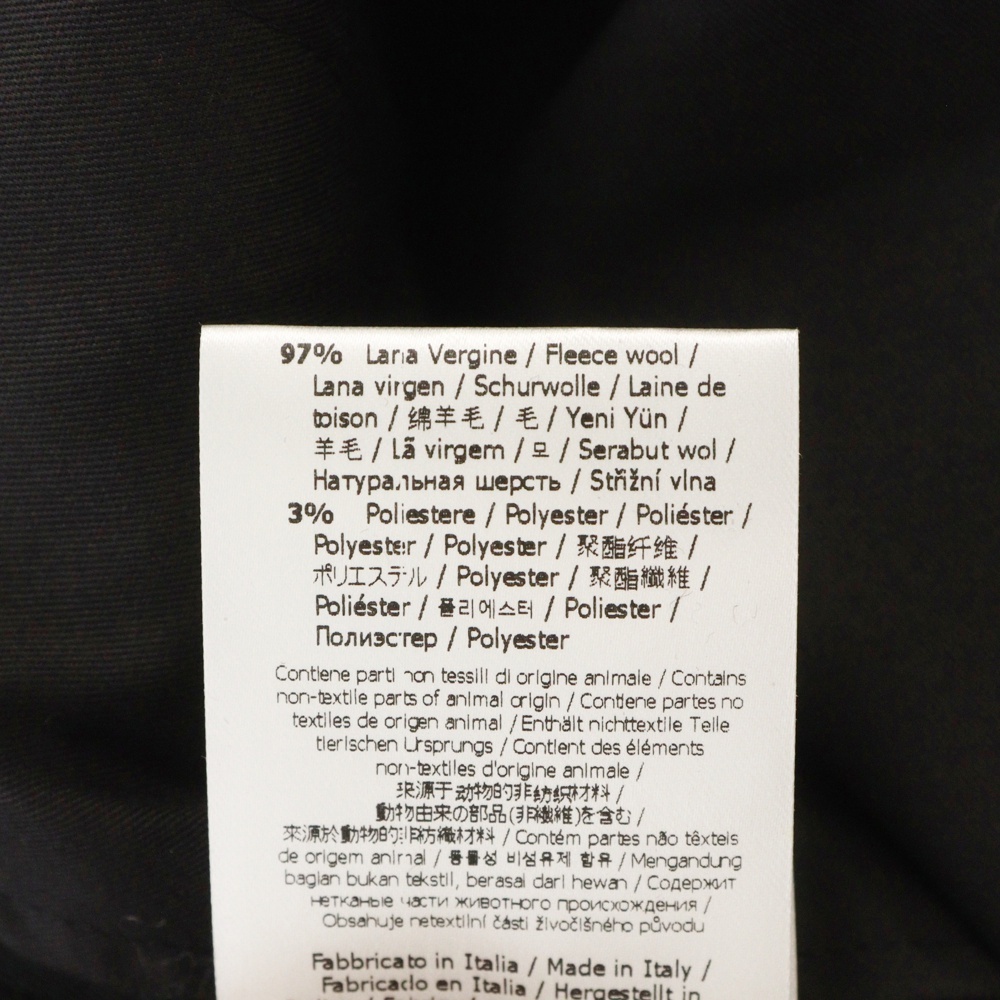 97% Lana Vergine / Fleece wool /
Lana virgen / Schurwolle / Laine de
toison / 绵羊毛 / 毛 / Yeni Yün /
羊毛 / Lã virgem / 모 / Serabut wol /
Натуральная шерсть / Střižní vlna
3% Poliestere / Polyester / Poliéster /
Polyester / Polyester / 聚酯纤维 /
ポリエステル / Polyester / 聚酯纖維 /
Poliéster / 폴리에스터 / Poliester /
Полиэстер / Polyester
Contiene parti non tessili di origine animale / Contains
non-textile parts of animal origin / Contiene partes no
textiles de origen animal / Enthält nichttextile Teile
tierischen Ursprungs / Contient des éléments
non-textiles d'origine animale /
来源于动物的非纺织材料 /
動物由来の部品(非繊維)を含む /
來源於動物的非紡織材料 / Contém partes não têxteis
de origem animal / 동물성 비섬유제 함유 / Mengandung
bagian bukan tekstil, berasal dari hewan / Содержит
нетканые части животного происхождения /
Obsahuje netextilní části živočišného původu
Fabbricato in Italia / Made in Italy /
Fabricado en Italia / Hergestellt in